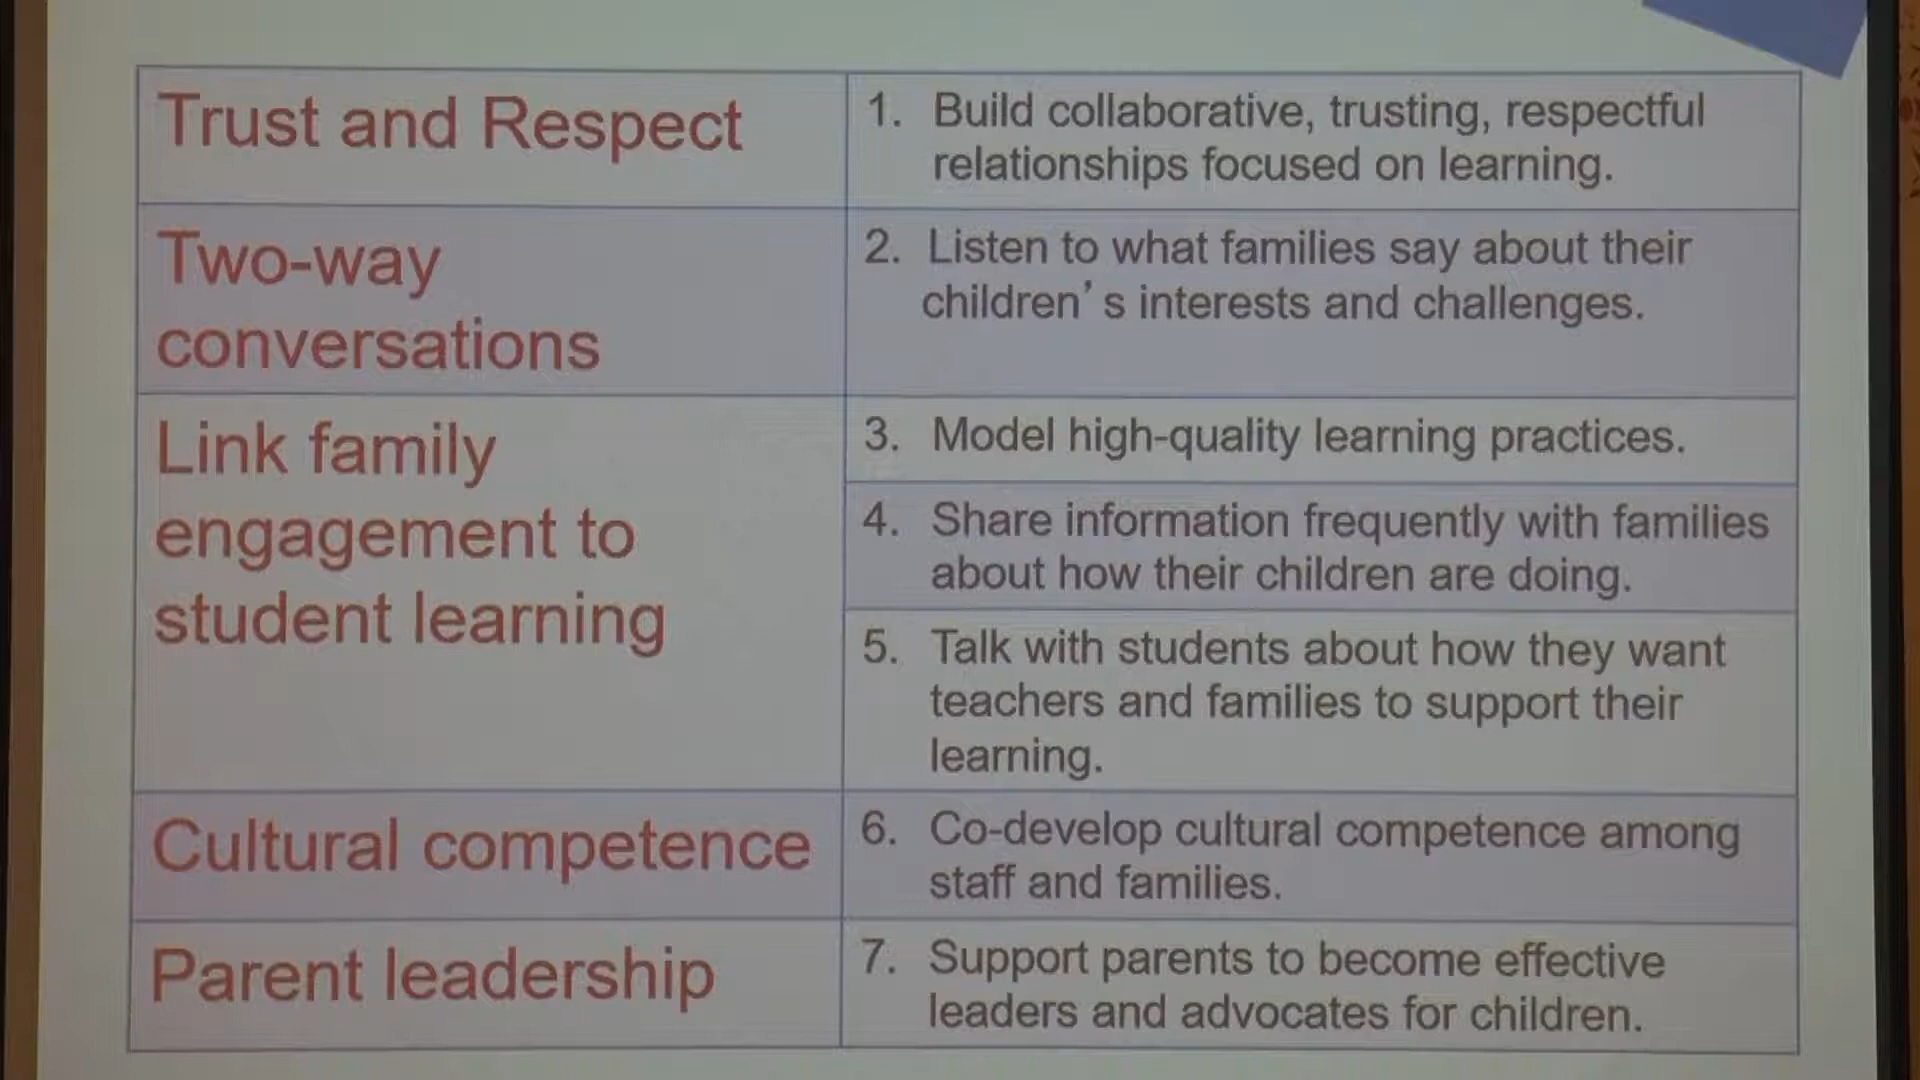 Trust and Respect
1. Build collaborative, trusting, respectful
relationships focused on learning.
Two-way
conversations
2. Listen to what families say about their
children’s interests and challenges.
Link family
engagement to
student learning
3. Model high-quality learning practices.
4. Share information frequently with families
about how their children are doing.
5. Talk with students about how they want
teachers and families to support their
learning.
Cultural competence
6. Co-develop cultural competence among
staff and families.
Parent leadership
7. Support parents to become effective
leaders and advocates for children.